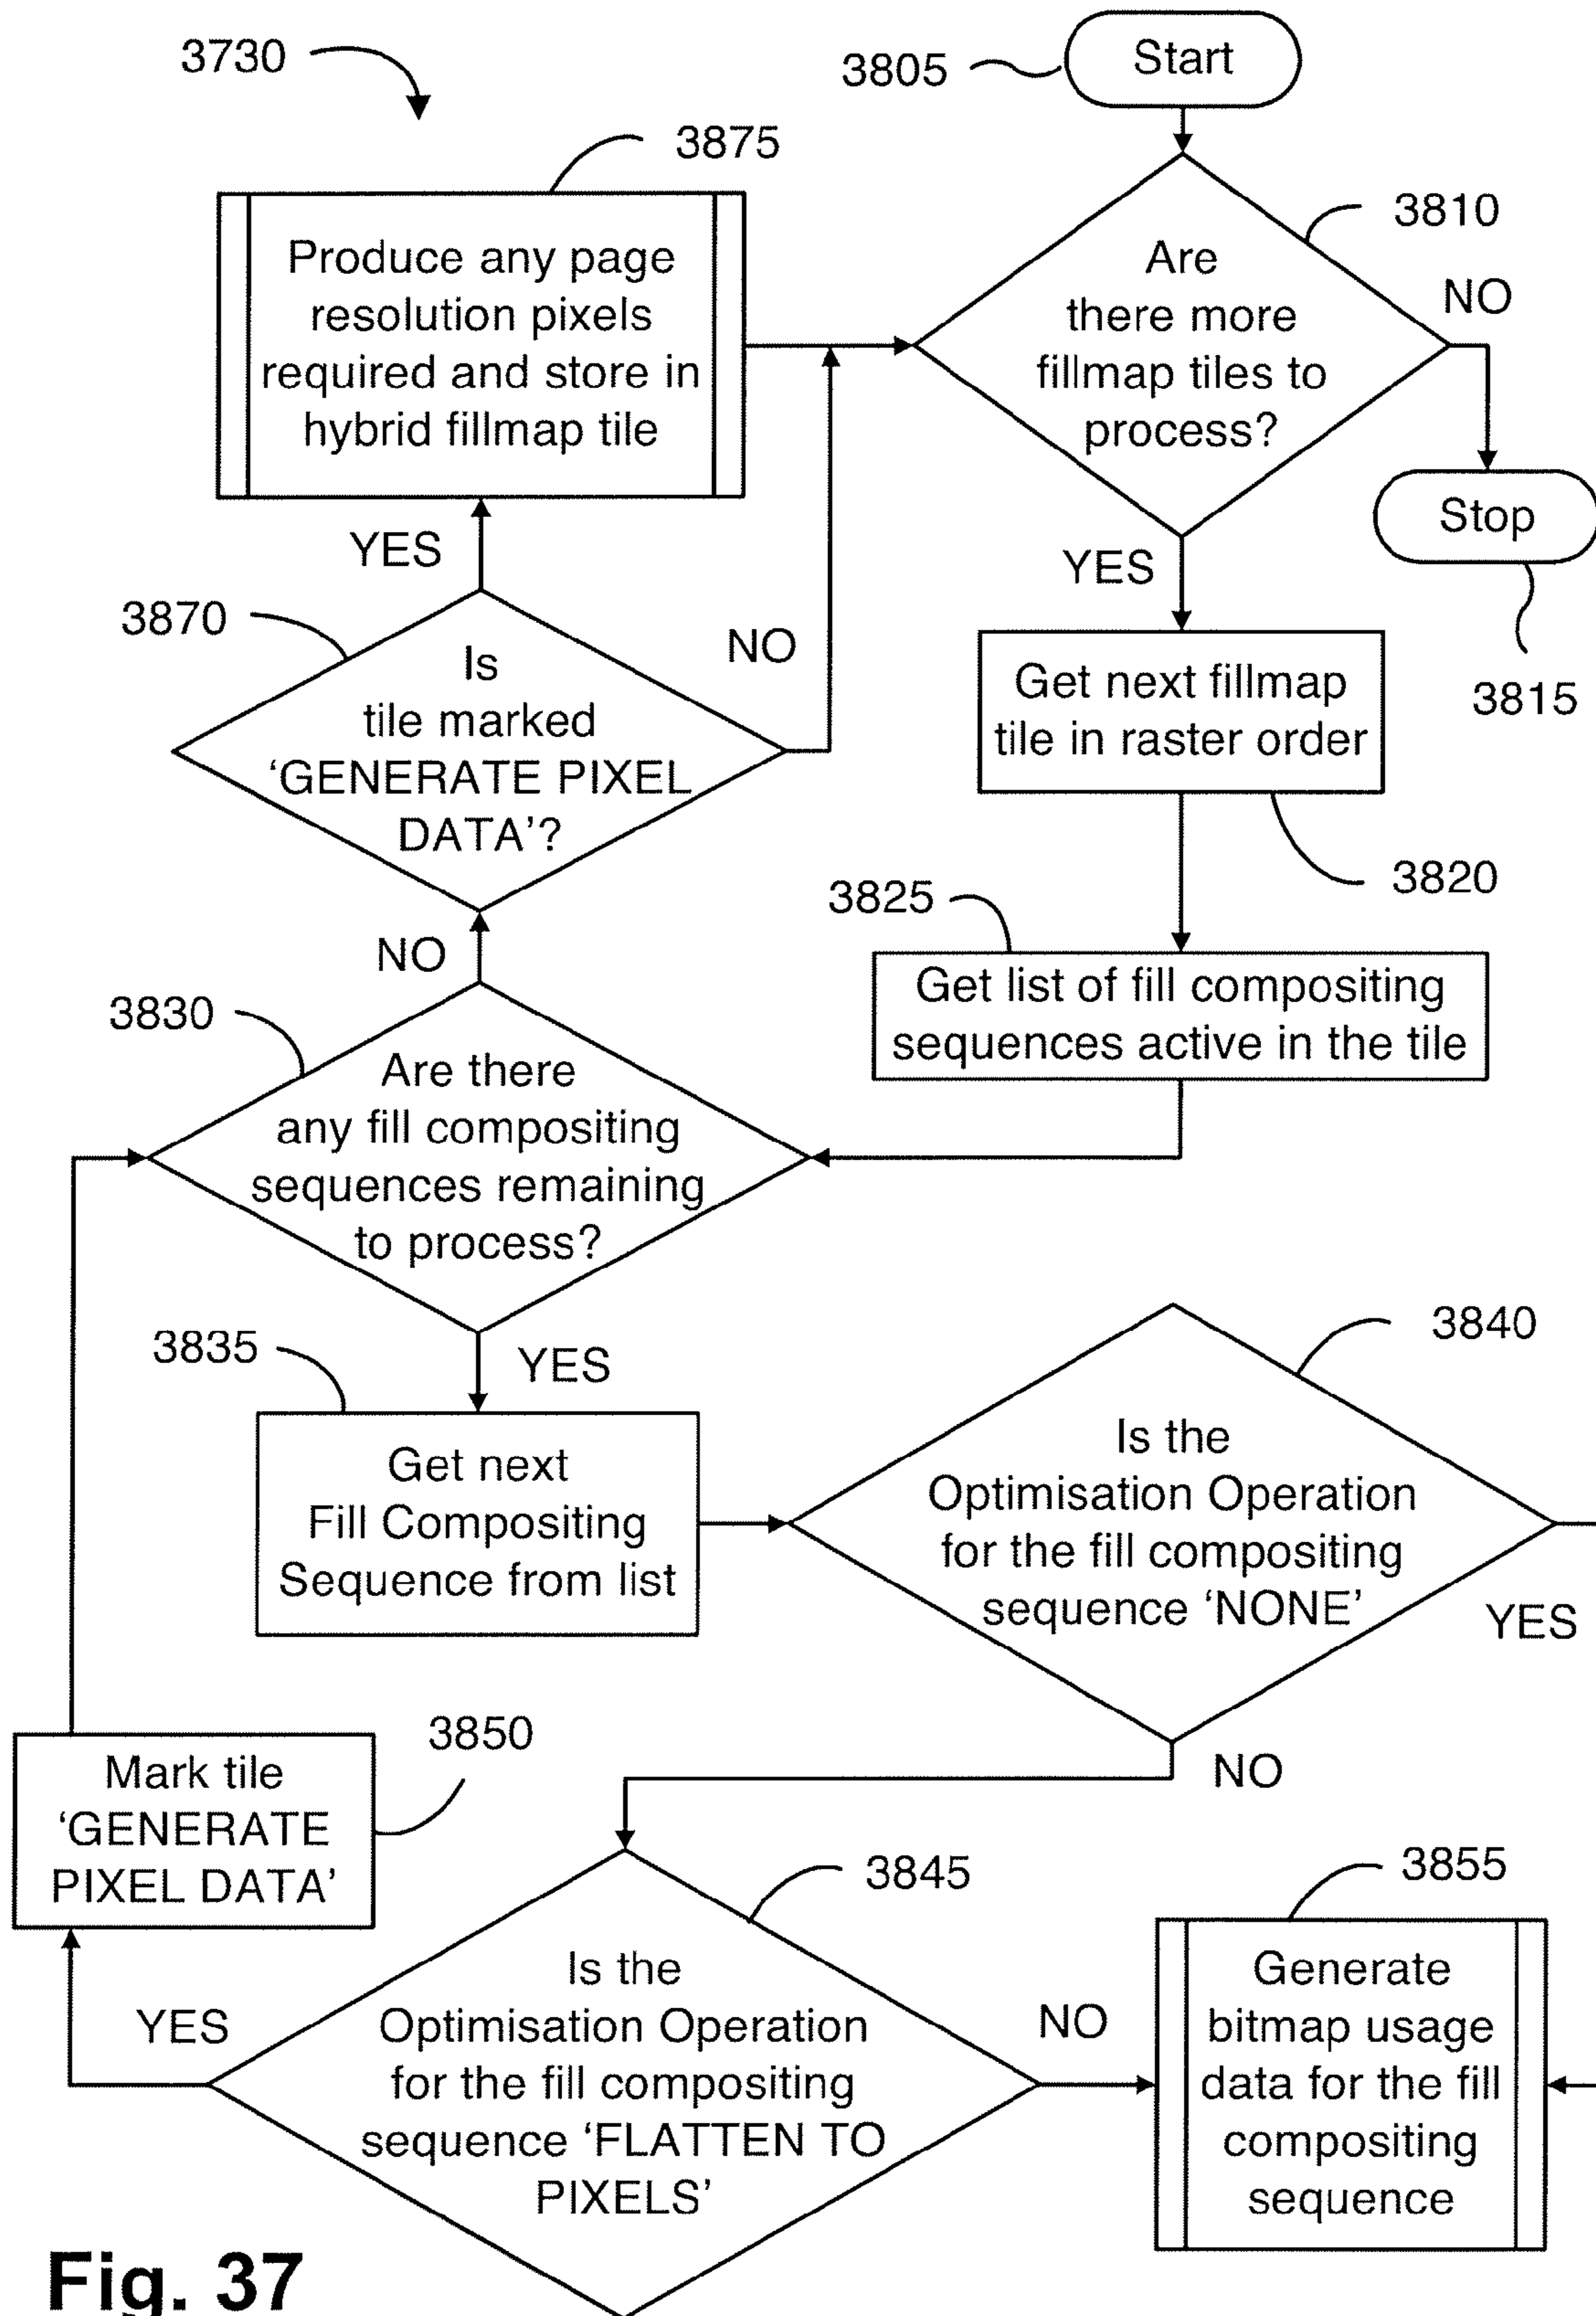 3730
3805
Start
3875
Produce any page
resolution pixels
required and store in
hybrid fillmap tile
3810
Are
there more
fillmap tiles to
process?
NO
Stop
3815
YES
YES
3870
Is
tile marked
‘GENERATE PIXEL
DATA’?
NO
Get next fillmap
tile in raster order
3820
3825
Get list of fill compositing
sequences active in the tile
NO
3830
Are there
any fill compositing
sequences remaining
to process?
3835
YES
Get next
Fill Compositing
Sequence from list
3840
Is the
Optimisation Operation
for the fill compositing
sequence ‘NONE’
YES
NO
3850
Mark tile
‘GENERATE
PIXEL DATA’
3845
Is the
Optimisation Operation
for the fill compositing
sequence ‘FLATTEN TO
PIXELS’
YES
NO
3855
Generate
bitmap usage
data for the fill
compositing
sequence
Fig. 37